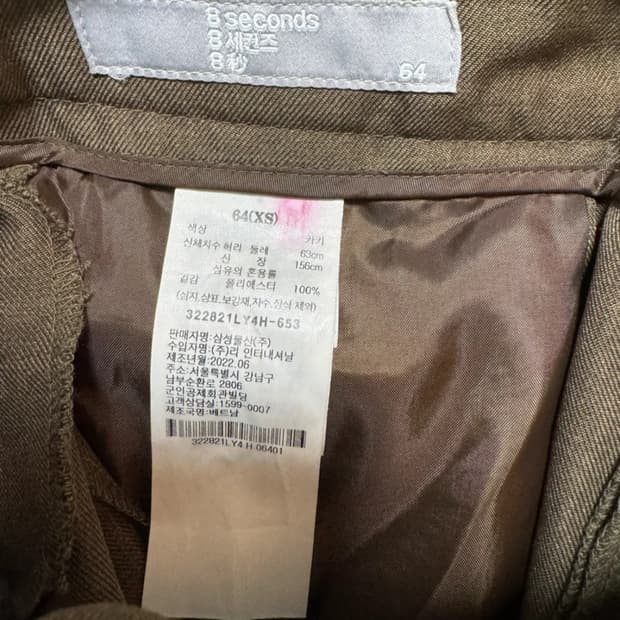 8 seconds
8 세컨즈
8 秒
64
64(XS)
색상 카키
신체치수 허리 둘레 63cm
신 장 156cm
섬유의 혼용률
겉감 폴리에스터 100%
(심지,상표,보강재,자수,장식 제외)
322821LY4H-653
판매자명:삼성물산(주)
수입자명:(주)리 인터내셔날
제조년월:2022.06
주소:서울특별시 강남구
남부순환로 2806
군인공제회관빌딩
고객상담실:1599-0007
제조국명:베트남
322821LY4 H 06401